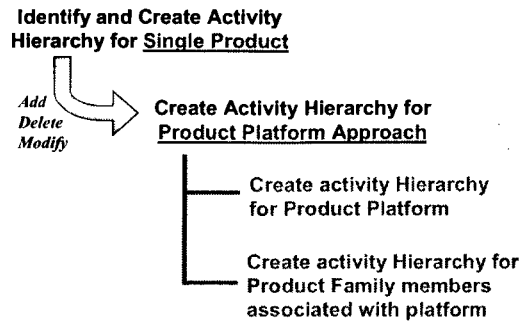 Identify and Create Activity
Hierarchy for Single Product
Add
Delete
Modify
Create Activity Hierarchy for
Product Platform Approach
Create activity Hierarchy
for Product Platform
Create activity Hierarchy for
Product Family members
associated with platform